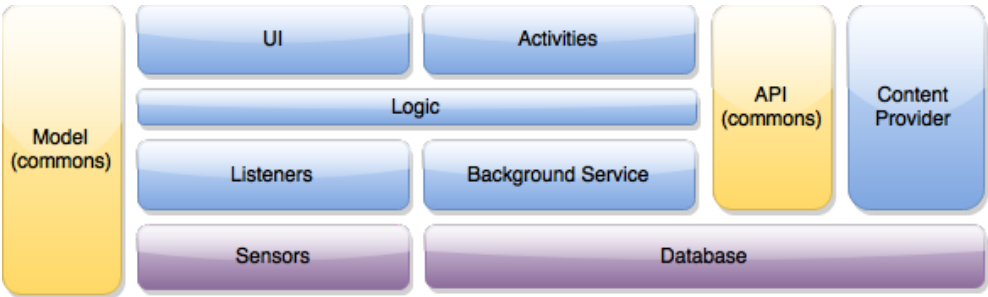 UI
Activities
Logic
API
(commons)
Content
Provider
Model
(commons)
Listeners
Background Service
Sensors
Database